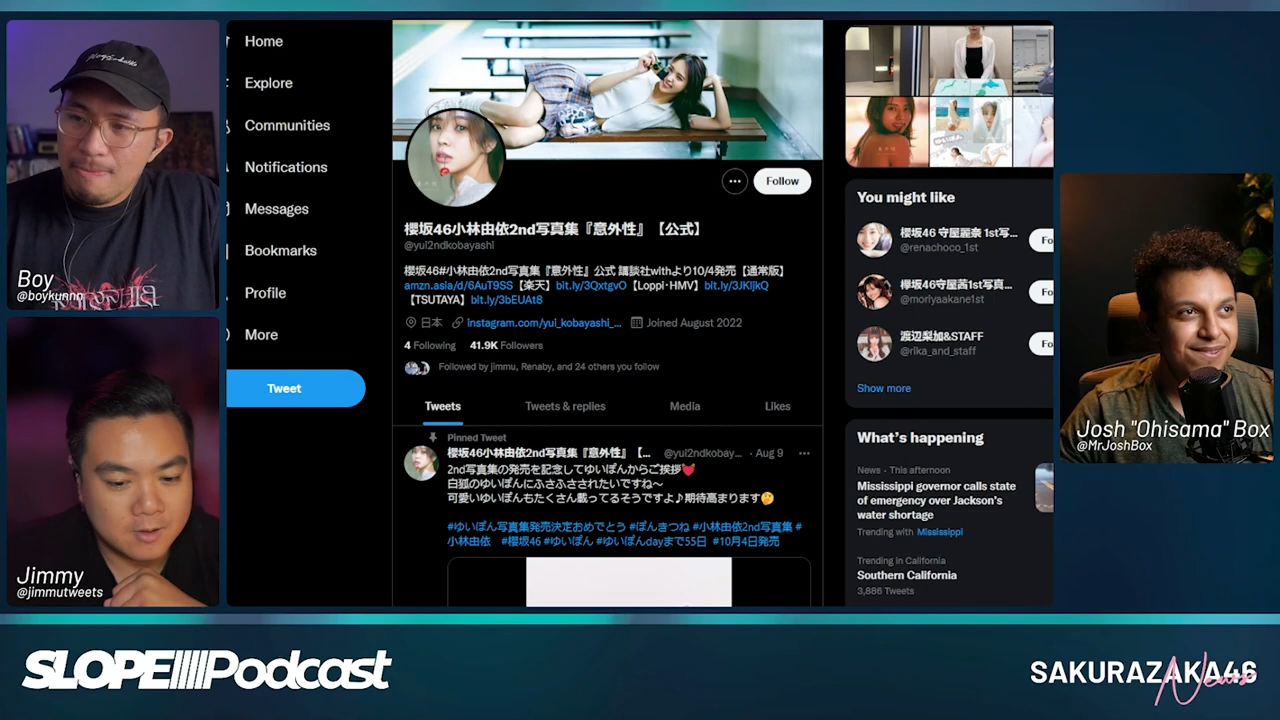 Boy
@boykunno
Jimmy
@jimmutweets
Home
Explore
Communities
Notifications
Messages
Bookmarks
Profile
More
Tweet
Follow
櫻坂46小林由依2nd写真集『意外性』【公式】
@yui2ndkobayashi
櫻坂46#小林由依2nd写真集『意外性』公式 講談社withより10/4発売【通常版】
amzn.asia/d/6AuT9SS【楽天】bit.ly/3QxtgvO【Loppi･HMV】bit.ly/3JKIjkQ
【TSUTAYA】bit.ly/3bEUAt8
日本 instagram.com/yui_kobayashi_... Joined August 2022
4 Following 41.9K Followers
Followed by jimmu, Renaby, and 24 others you follow
Tweets Tweets & replies Media Likes
Pinned Tweet
櫻坂46小林由依2nd写真集『意外性』【... @yui2ndkobay... · Aug 9
2nd写真集の発売を記念してゆいぽんからご挨拶💓
白狐のゆいぽんにふさふさされたいですね〜
可愛いゆいぽんもたくさん載ってるそうですよ♪期待高まります
#ゆいぽん写真集発売決定おめでとう #ぽんきつね #小林由依2nd写真集 #
小林由依 #櫻坂46 #ゆいぽん #ゆいぽんdayまで55日 #10月4日発売
You might like
櫻坂46 守屋麗奈 1st写...
@renachoco_1st
Fo
欅坂46守屋茜1st写真...
@moriyaakane1st
Fo
渡辺梨加&STAFF
@rika_and_staff
Fo
Show more
What's happening
News · This afternoon
Mississippi governor calls state
of emergency over Jackson's
water shortage
Trending with Mississippi
Trending in California
Southern California
3,886 Tweets
Josh "Ohisama" Box
@MrJoshBox
SLOPE Podcast
SAKURAZAKA46
News